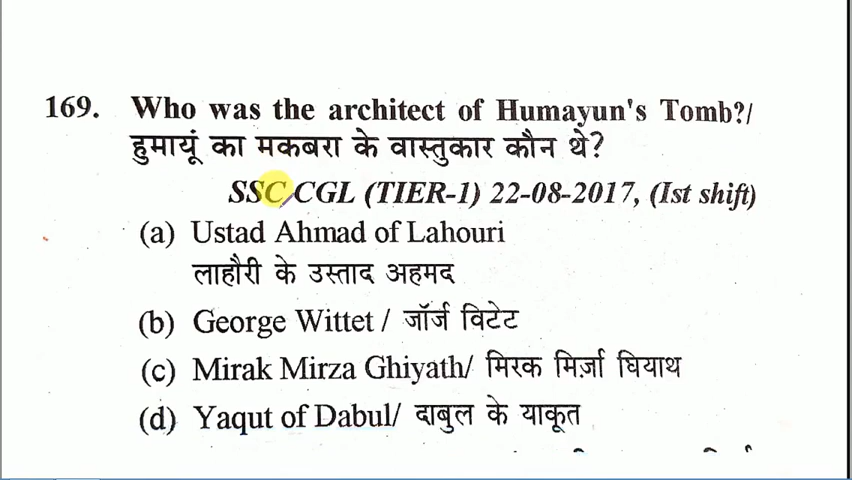 169. Who was the architect of Humayun's Tomb?/
हुमायूं का मकबरा के वास्तुकार कौन थे?
SSC CGL (TIER-1) 22-08-2017, (Ist shift)
(a) Ustad Ahmad of Lahouri
लाहौरी के उस्ताद अहमद
(b) George Wittet / जॉर्ज विटेट
(c) Mirak Mirza Ghiyath/ मिरक मिर्ज़ा घियाथ
(d) Yaqut of Dabul/ दाबुल के याकूत